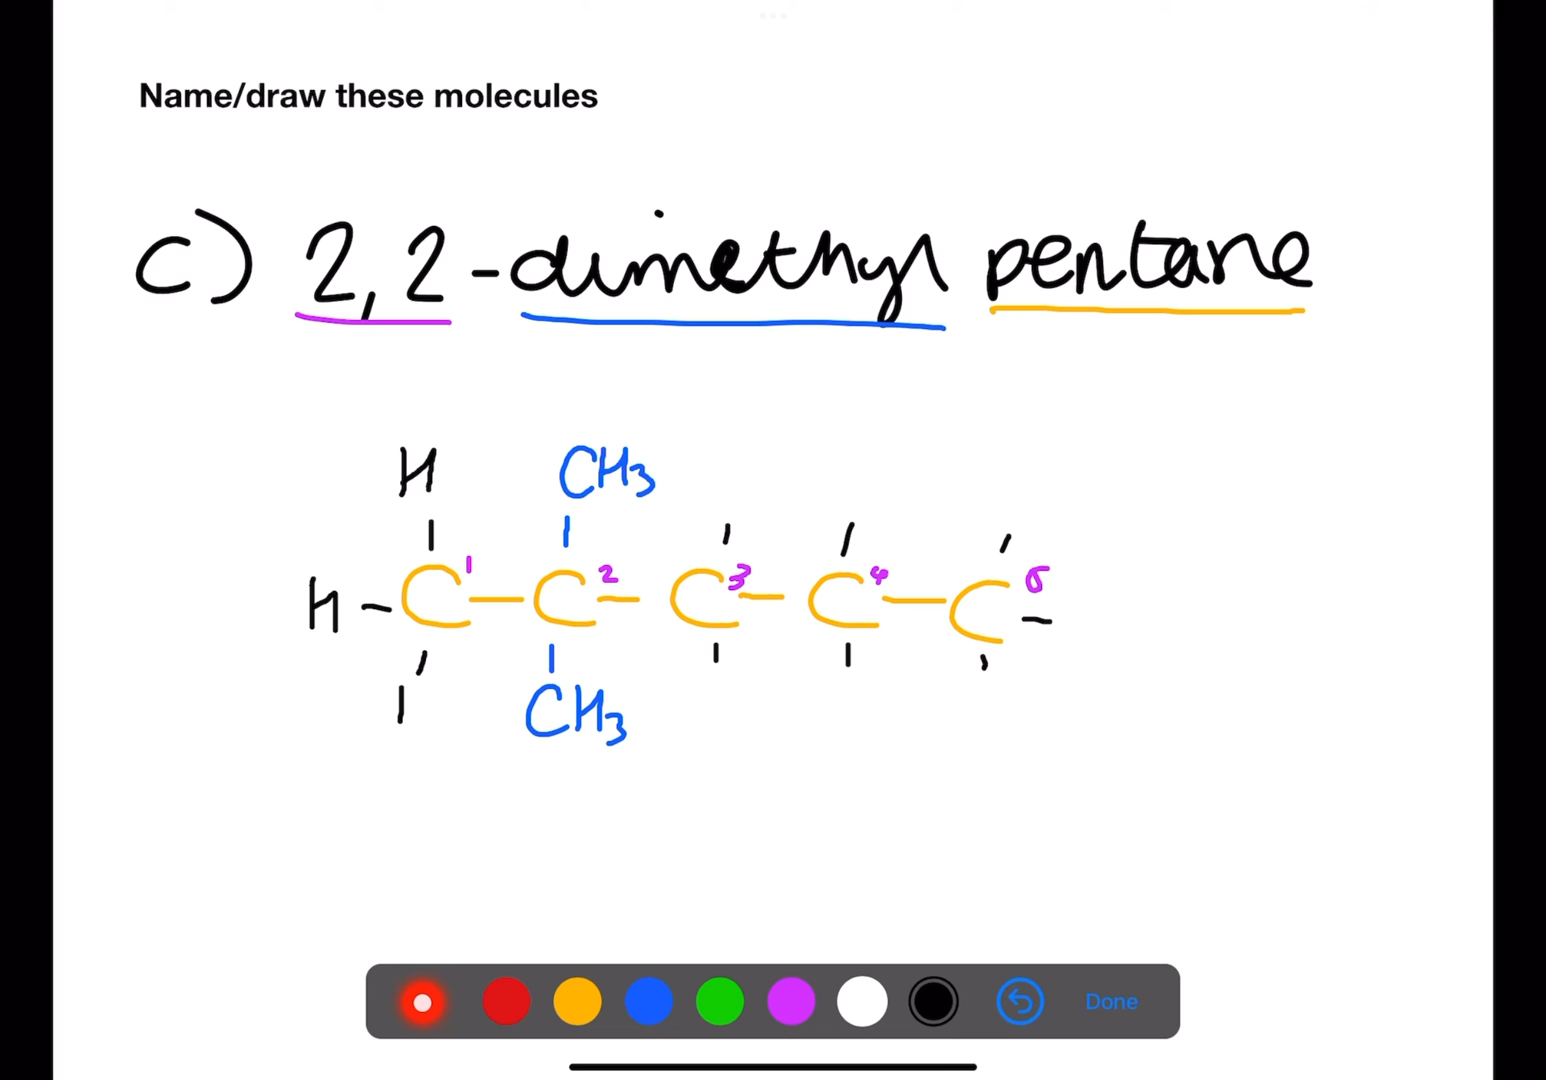 Name/draw these molecules
c) 2,2-dimethyl pentane
H CH3
H-C1-C2-C3-C4-C5-
CH3
Done